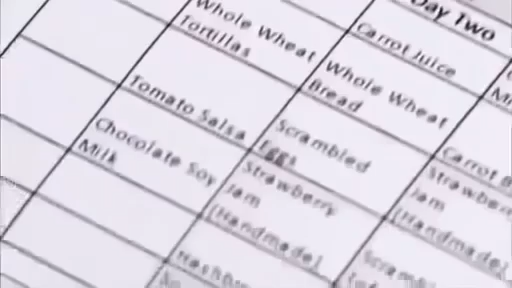 Day Two
Whole Wheat
Tortillas
Carrot Juice
Whole Wheat
Bread
Tomato Salsa
Scrambled
Eggs
Carrot
Chocolate Soy
Milk
Strawberry
Jam
(Handmade)
Strawberry
Jam
(Handmade)